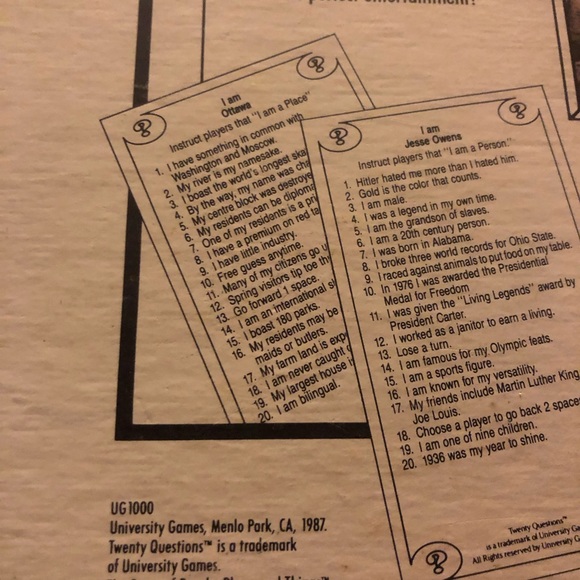 entertainment!
I am
Ottawa
Instruct players that "I am a Place"
1. I have something in common with
Washington and Moscow.
2. My river is my namesake.
3. I boast the world's longest
4. By the way, my name was
5. My centre block was
6. My residents can be
7. One of my residents is a
8. I have a premium on red
9. I have little industry.
10. Free guess anytime.
11. Many of my citizens go
12. Spring visitors tip toe
13. Go forward 1 space.
14. I am an international
15. I boast 180 parks.
16. My residents may be
maids or butlers.
17. My farm land is
18. I am never caught
19. My largest house
20. I am bilingual.
I am
Jesse Owens
Instruct players that "I am a Person."
1. Hitler hated me more than I hated him.
2. Gold is the color that counts.
3. I am male.
4. I was a legend in my own time.
5. I am the grandson of slaves.
6. I am a 20th century person.
7. I was born in Alabama.
8. I broke three world records for Ohio State.
9. I raced against animals to put food on my table.
10. In 1976 I was awarded the Presidential
Medal for Freedom
11. I was given the "Living Legends" award by
President Carter.
12. I worked as a janitor to earn a living.
13. Lose a turn.
14. I am famous for my Olympic feats.
15. I am a sports figure.
16. I am known for my versatility.
17. My friends include Martin Luther King
Joe Louis.
18. Choose a player to go back 2 spaces
19. I am one of nine children.
20. 1936 was my year to shine.
Twenty Questions™
is a trademark of University
All Rights reserved by University
UG1000
University Games, Menlo Park, CA, 1987.
Twenty Questions™ is a trademark
of University Games.